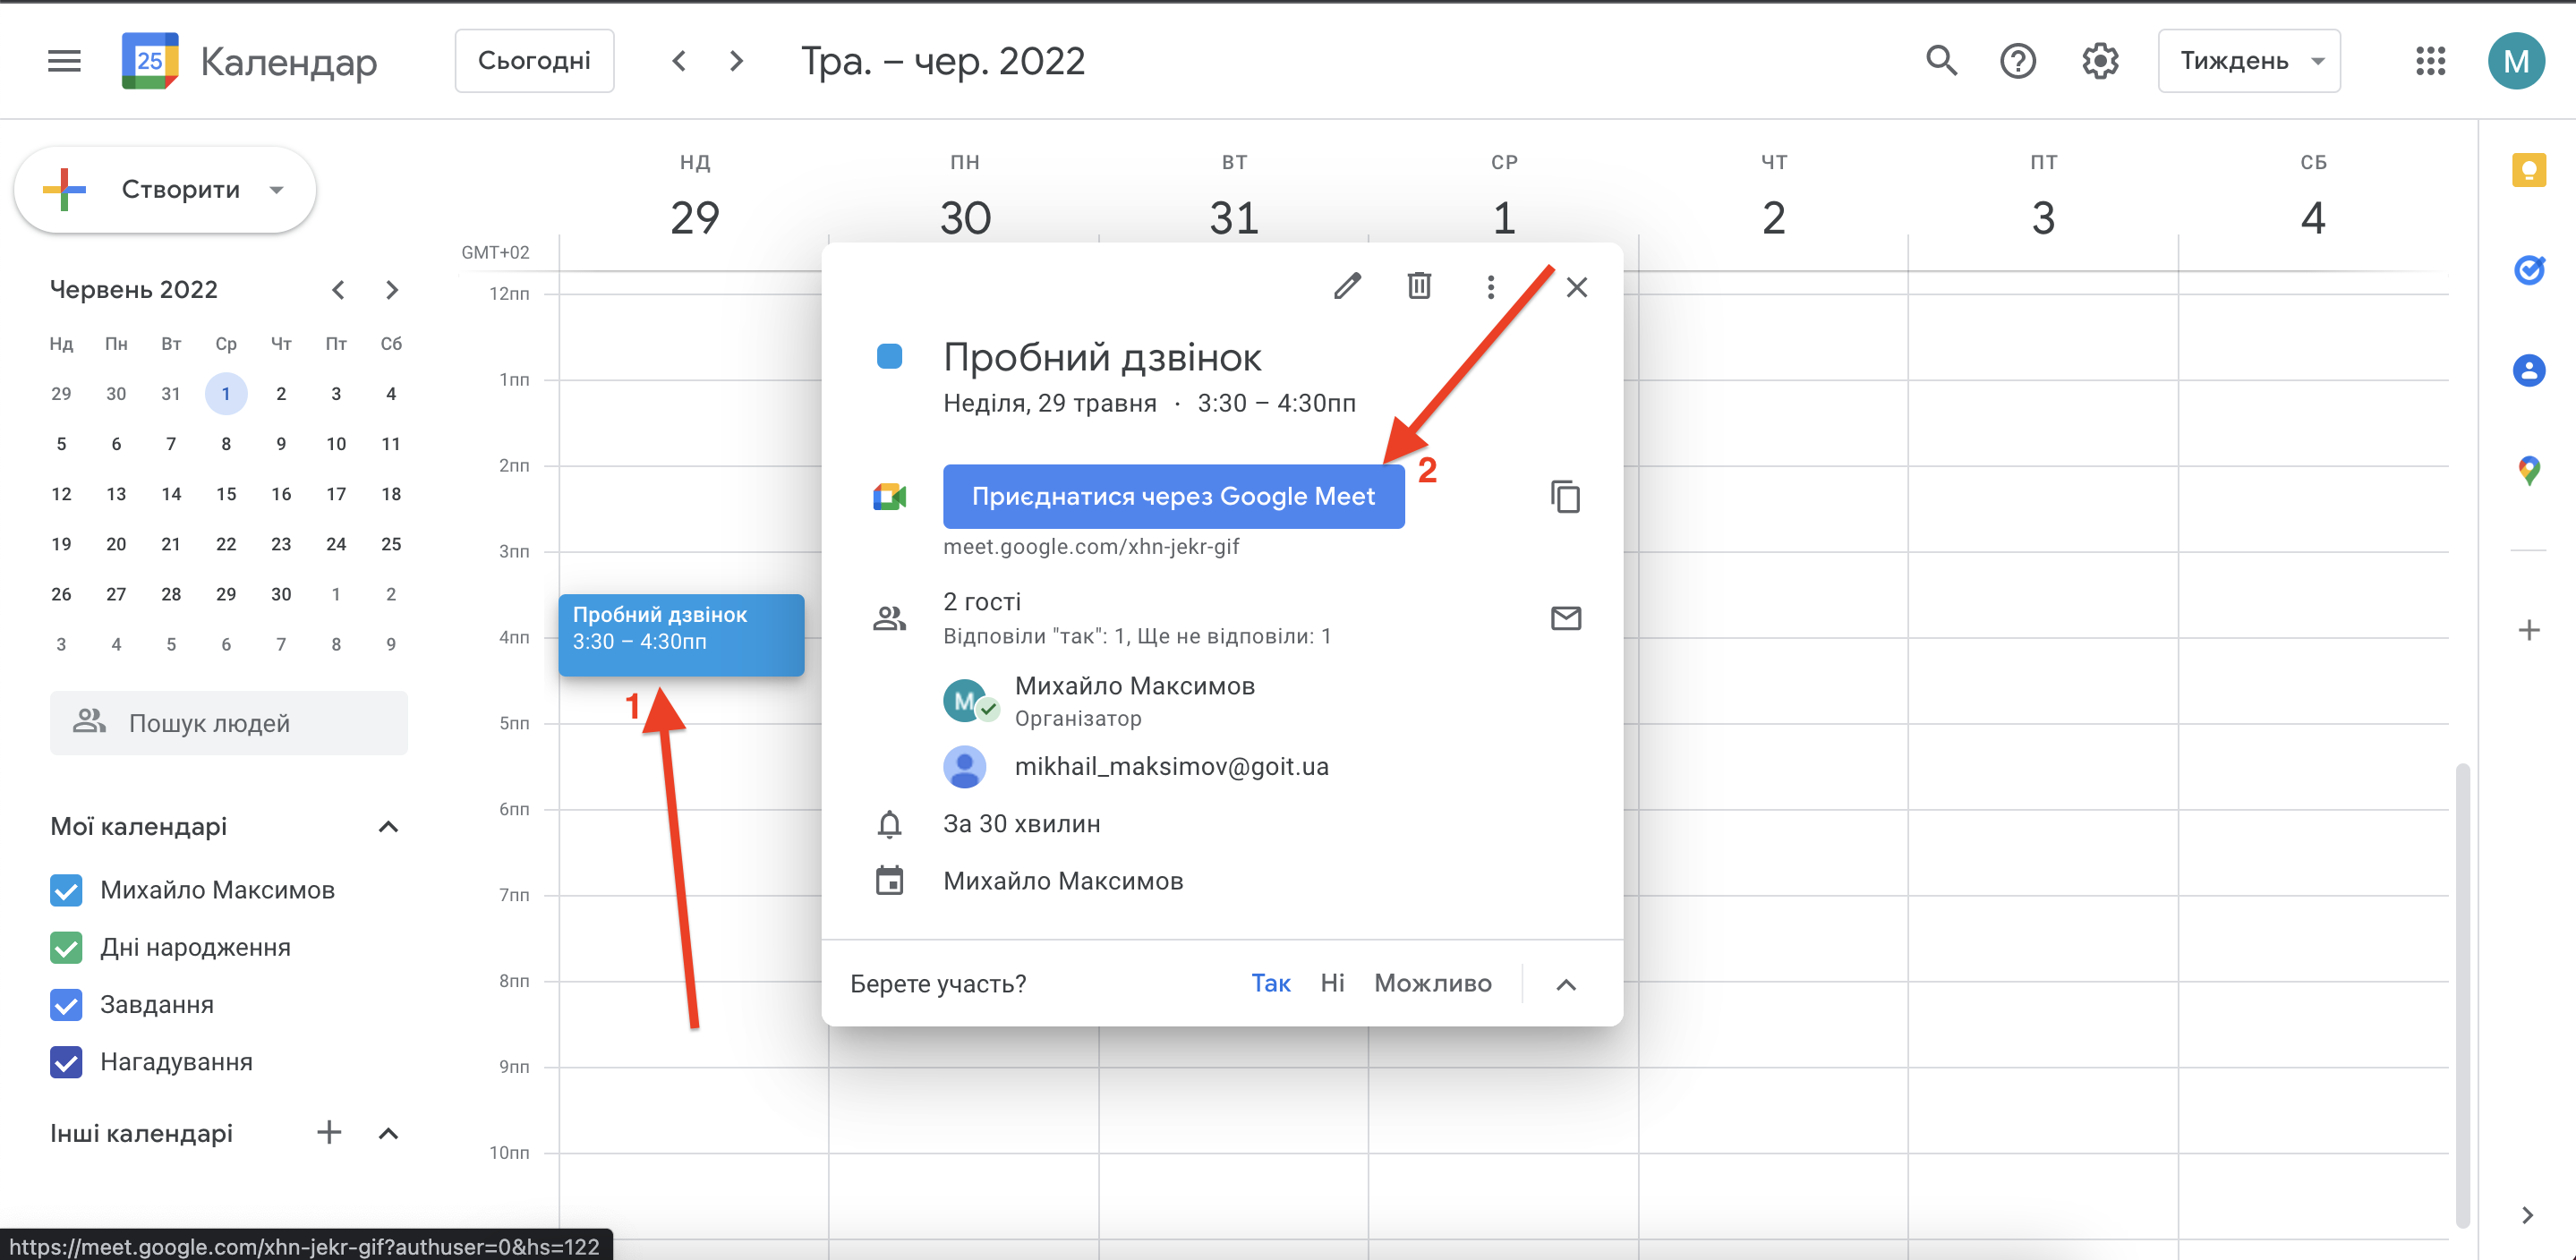 25 Календар
Сьогодні
Тра. – чер. 2022
Тиждень
M
Створити
Червень 2022
Нд Пн Вт Ср Чт Пт Сб
29 30 31 1 2 3 4
5 6 7 8 9 10 11
12 13 14 15 16 17 18
19 20 21 22 23 24 25
26 27 28 29 30 1 2
3 4 5 6 7 8 9
Пошук людей
Мої календарі
Михайло Максимов
Дні народження
Завдання
Нагадування
Інші календарі
НД ПН ВТ СР ЧТ ПТ СБ
29 30 31 1 2 3 4
GMT+02
12пп
1пп
2пп
3пп
4пп
5пп
6пп
7пп
8пп
9пп
10пп
Пробний дзвінок
3:30 – 4:30пп
1
Пробний дзвінок
Неділя, 29 травня · 3:30 – 4:30пп
2
Приєднатися через Google Meet
meet.google.com/xhn-jekr-gif
2 гості
Відповіли "так": 1, Ще не відповіли: 1
M
Михайло Максимов
Організатор
mikhail_maksimov@goit.ua
За 30 хвилин
Михайло Максимов
Берете участь?
Так Ні Можливо
https://meet.google.com/xhn-jekr-gif?authuser=0&hs=122